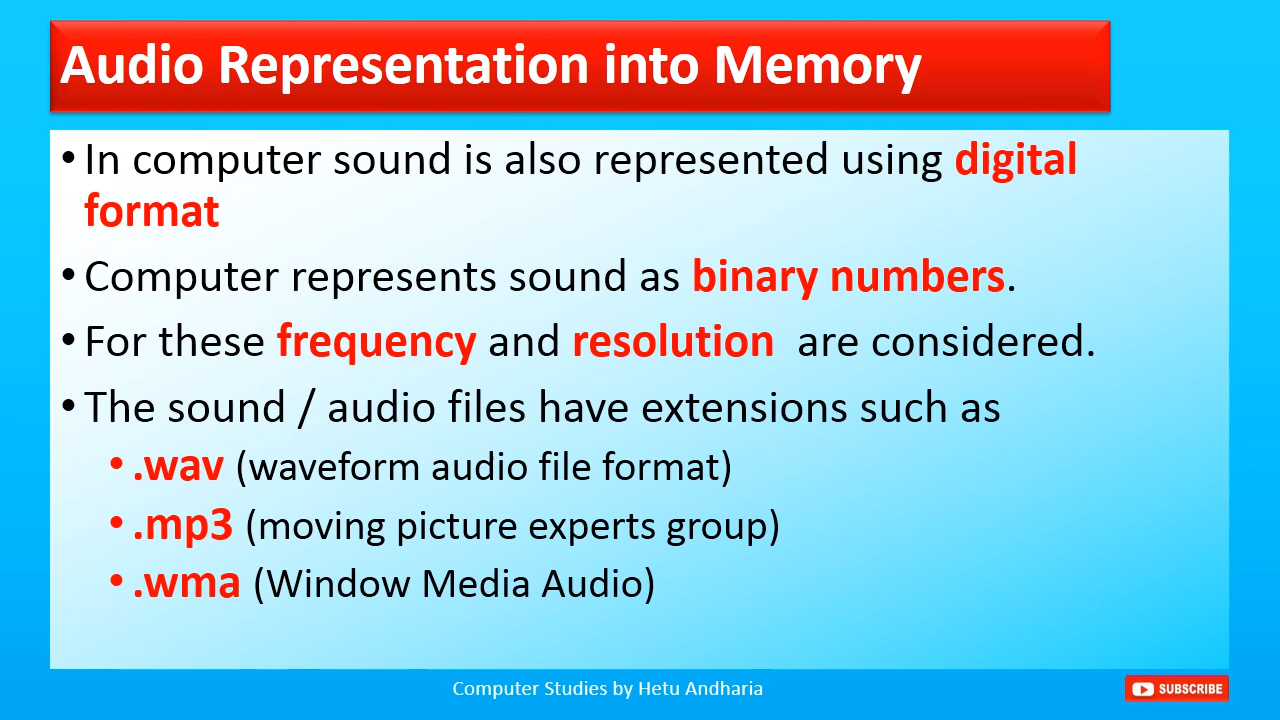 Audio Representation into Memory
• In computer sound is also represented using digital
format
• Computer represents sound as binary numbers.
• For these frequency and resolution  are considered.
• The sound / audio files have extensions such as
• .wav (waveform audio file format)
• .mp3 (moving picture experts group)
• .wma (Window Media Audio)
Computer Studies by Hetu Andharia
SUBSCRIBE